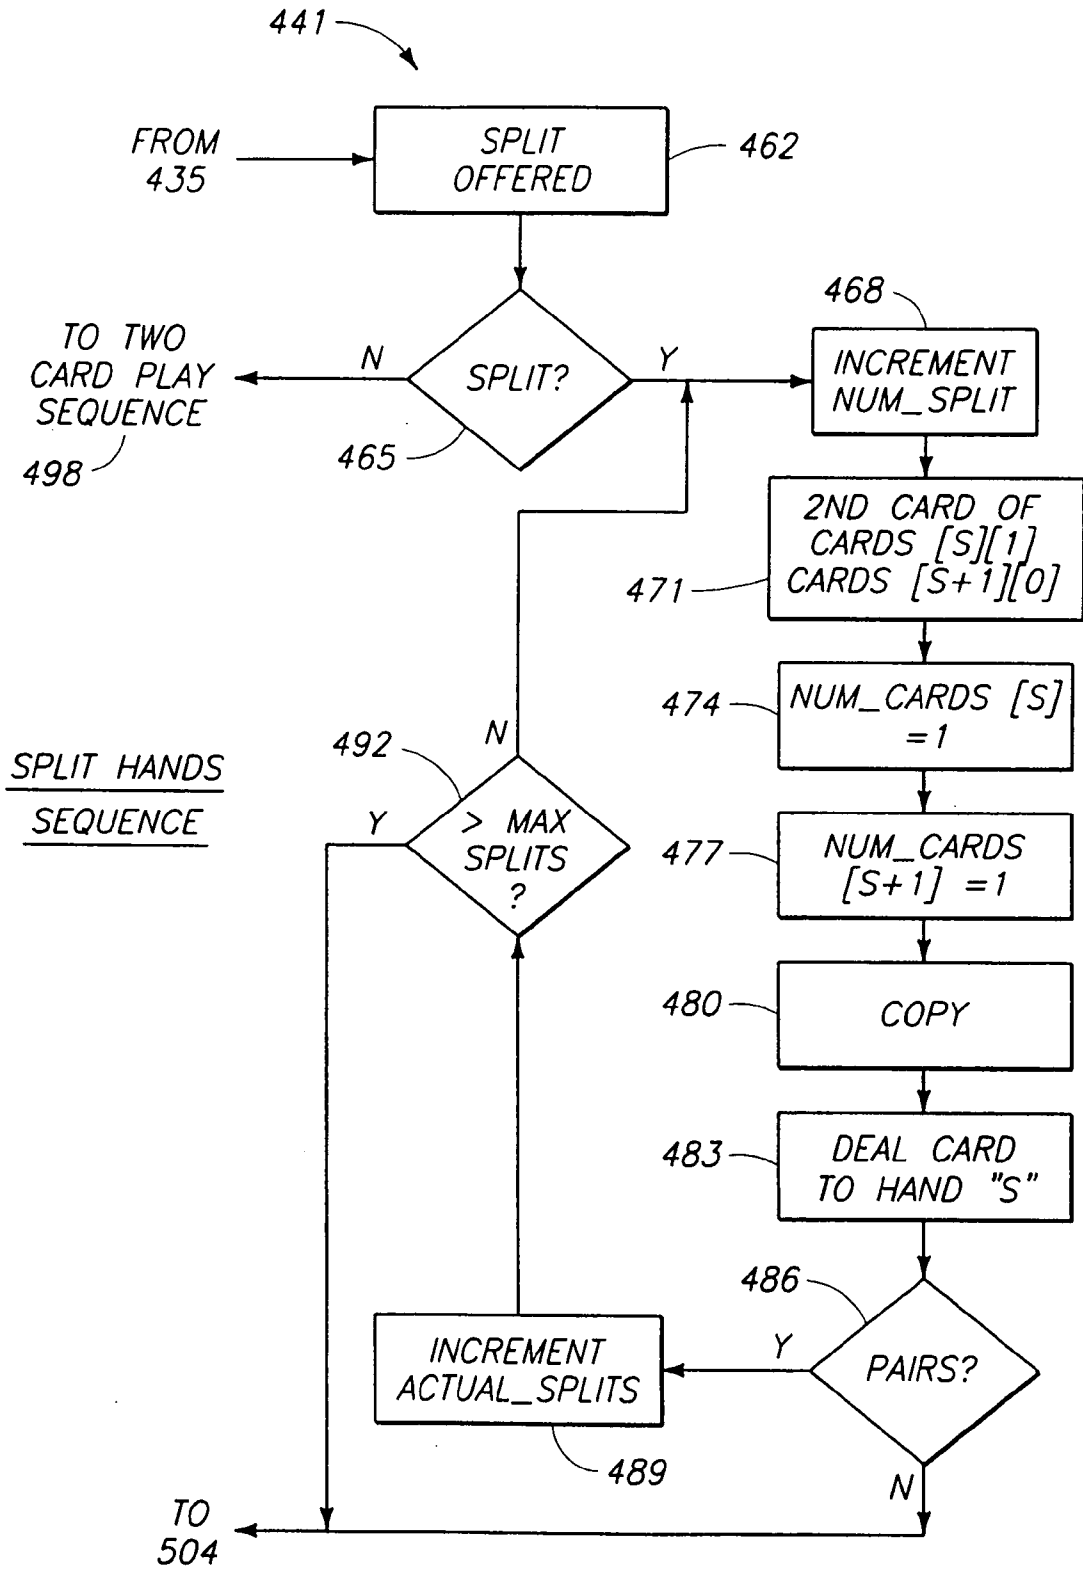 441
FROM
435
SPLIT
OFFERED
462
TO TWO
CARD PLAY
SEQUENCE
498
N
SPLIT?
Y
465
468
INCREMENT
NUM_SPLIT
2ND CARD OF
CARDS [S][1]
CARDS [S+1][0]
471
NUM_CARDS [S]
=1
474
SPLIT HANDS
SEQUENCE
492
N
Y
> MAX
SPLITS
?
477
NUM_CARDS
[S+1] =1
480
COPY
483
DEAL CARD
TO HAND "S"
486
Y
PAIRS?
N
INCREMENT
ACTUAL_SPLITS
489
TO
504